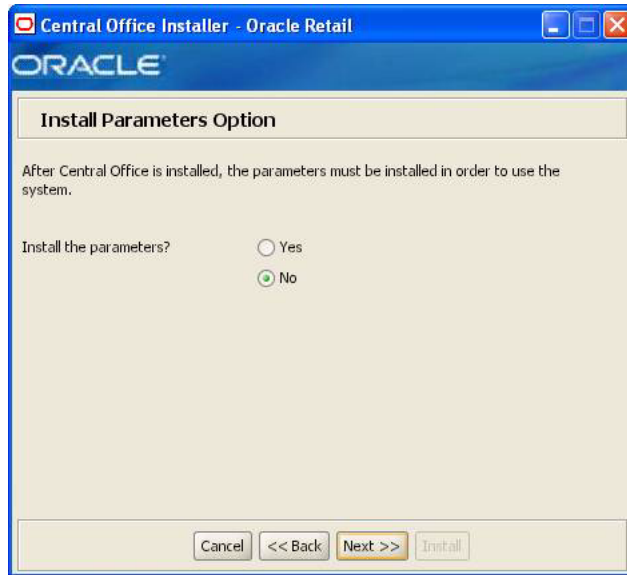 Central Office Installer - Oracle Retail
ORACLE
Install Parameters Option
After Central Office is installed, the parameters must be installed in order to use the
system.
Install the parameters?
Yes
No
Cancel
<< Back
Next >>
Install